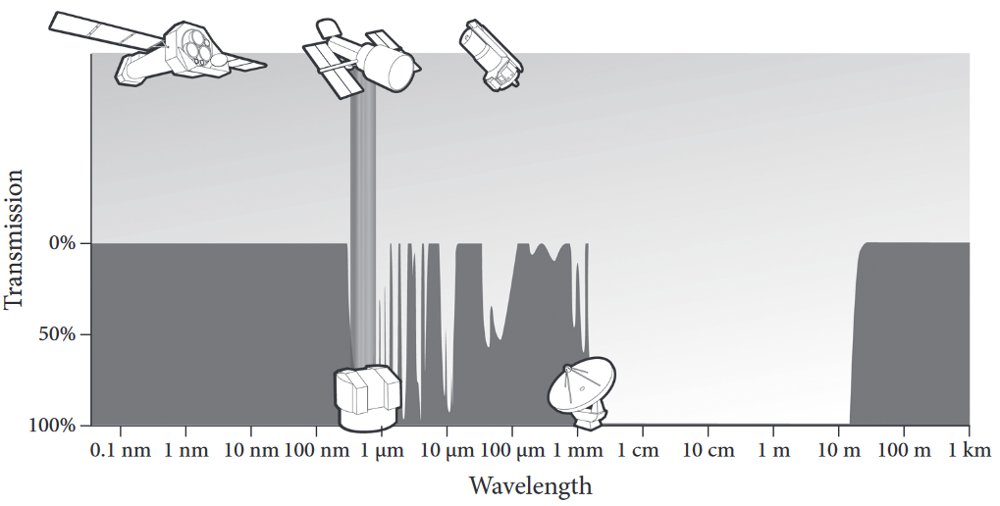 Transmission
0%
50%
100%
0.1 nm 1 nm 10 nm 100 nm 1 μm 10 μm 100 μm 1 mm 1 cm 10 cm 1 m 10 m 100 m 1 km
Wavelength